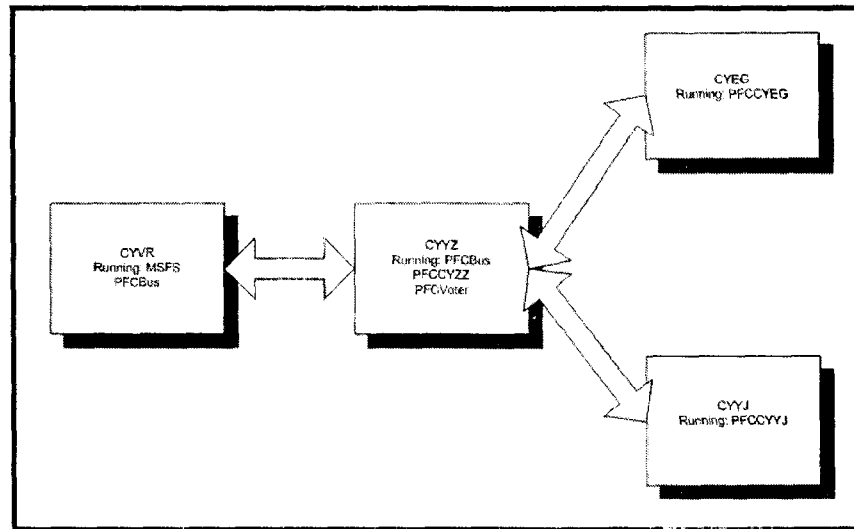 CYEG
Running: PFCCYEG
CYVR
Running: MSFS
PFCBus
CYYZ
Running: PFCBus
PFCCYZZ
PFCVoter
CYYJ
Running: PFCCYYJ